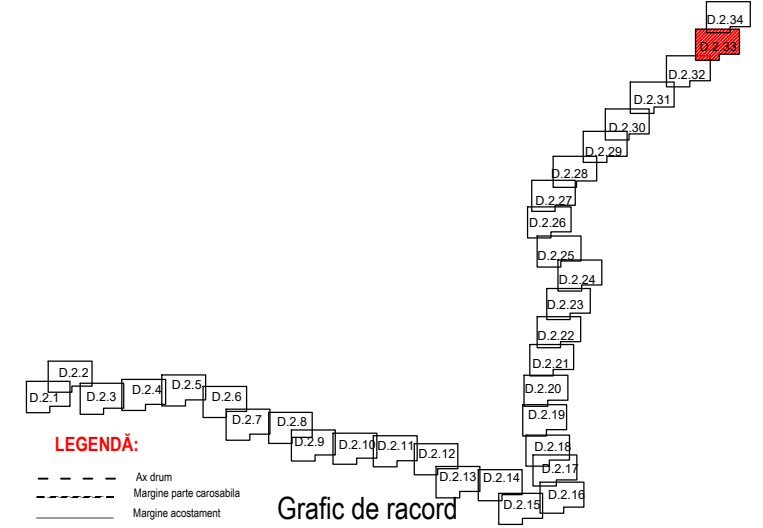 D.2.34
D.2.33
D.2.32
D.2.31
D.2.30
D.2.29
D.2.28
D.2.27
D.2.26
D.2.25
D.2.24
D.2.23
D.2.22
D.2.21
D.2.20
D.2.19
D.2.18
D.2.17
D.2.16
D.2.15
D.2.14
D.2.13
D.2.12
D.2.11
D.2.10
D.2.9
D.2.8
D.2.7
D.2.6
D.2.5
D.2.4
D.2.3
D.2.2
D.2.1
LEGENDĂ:
Ax drum
Margine parte carosabila
Margine acostament
Grafic de racord